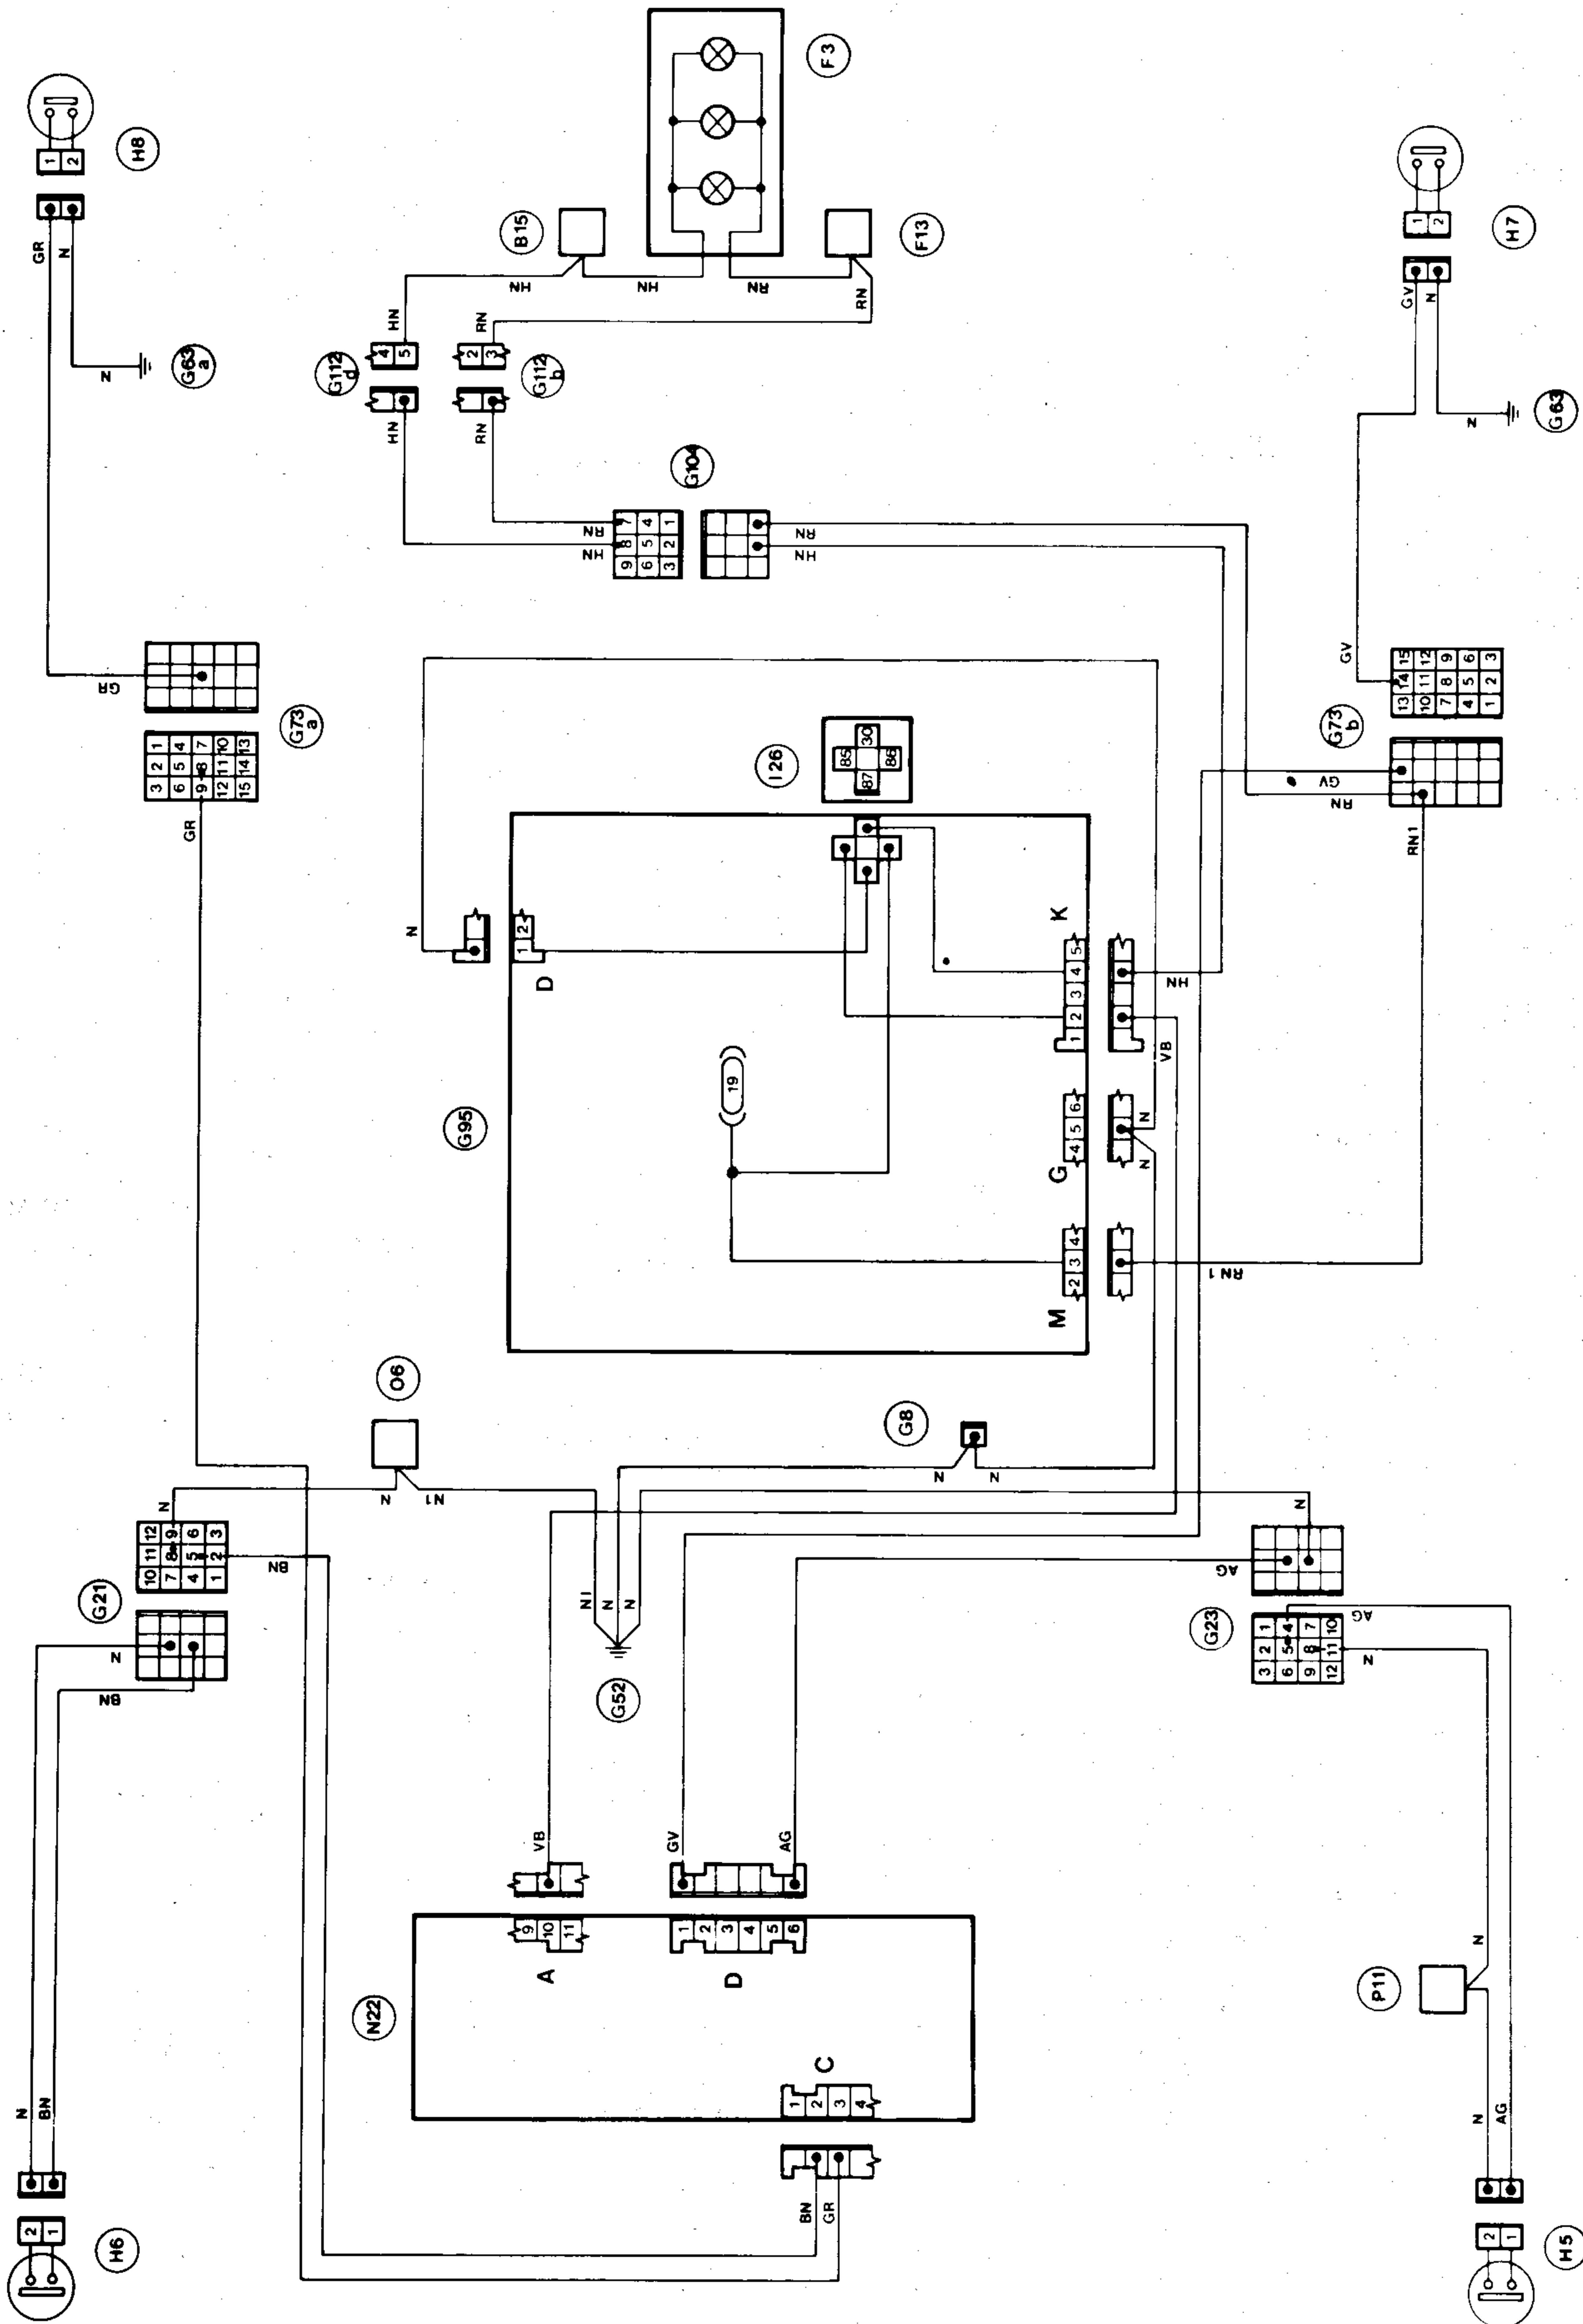 H8
1
2
GR
N
N
G63
a
GR
G73
a
3 2 1
6 5 4
9 8 7
12 11 10
15 14 13
GR
F3
B15
F13
HN
HN
RN
RN
HN
RN
4
5
2
3
G112
d
G112
b
HN
RN
G104
HN
RN
9 8 7
6 5 4
3 2 1
HN
RN
H7
1
2
GV
N
N
G63
GV
G73
b
13 14 15
10 11 12
7 8 9
4 5 6
1 2 3
GV
RN
RN1
I26
85
30
87
86
N
1 2
D
G95
19
K
1 2 3 4 5
HN
VB
G
4 5 6
N
N
M
2 3 4
RN 1
O6
N
N1
G8
N
N
N
G21
10 11 12
7 8 9
4 5 6
1 2 3
BN
N
BN
N1
N
N
G52
N
AG
G23
3 2 1
6 5 4
9 8 7
12 11 10
AG
N
VB
GV
AG
9
10
11
A
1
2
3
4
5
6
D
N22
C
1
2
3
4
BN
GR
P11
N
N
AG
N
BN
H6
2
1
H5
2
1